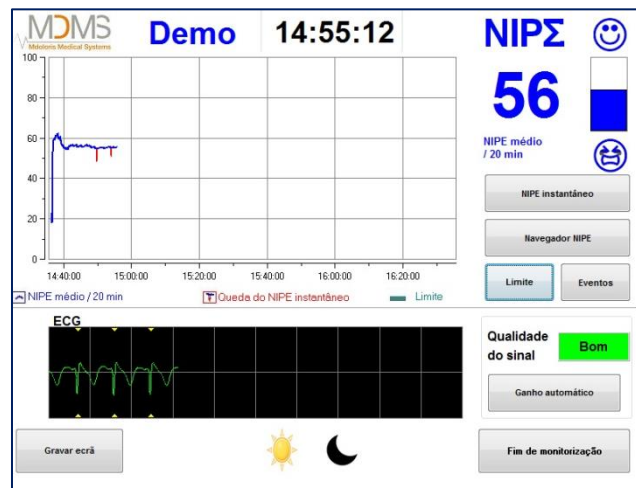 MDMS
Mdoloris Medical Systems
Demo
14:55:12
NIPΣ
100
80
60
40
20
0
14:40:00 15:00:00 15:20:00 15:40:00 16:00:00 16:20:00
NIPE médio / 20 min
Queda do NIPE instantâneo
Limite
56
NIPE médio
/ 20 min
NIPE instantâneo
Navegador NIPE
Limite
Eventos
ECG
Qualidade
do sinal
Bom
Ganho automático
Gravar ecrã
Fim de monitorização